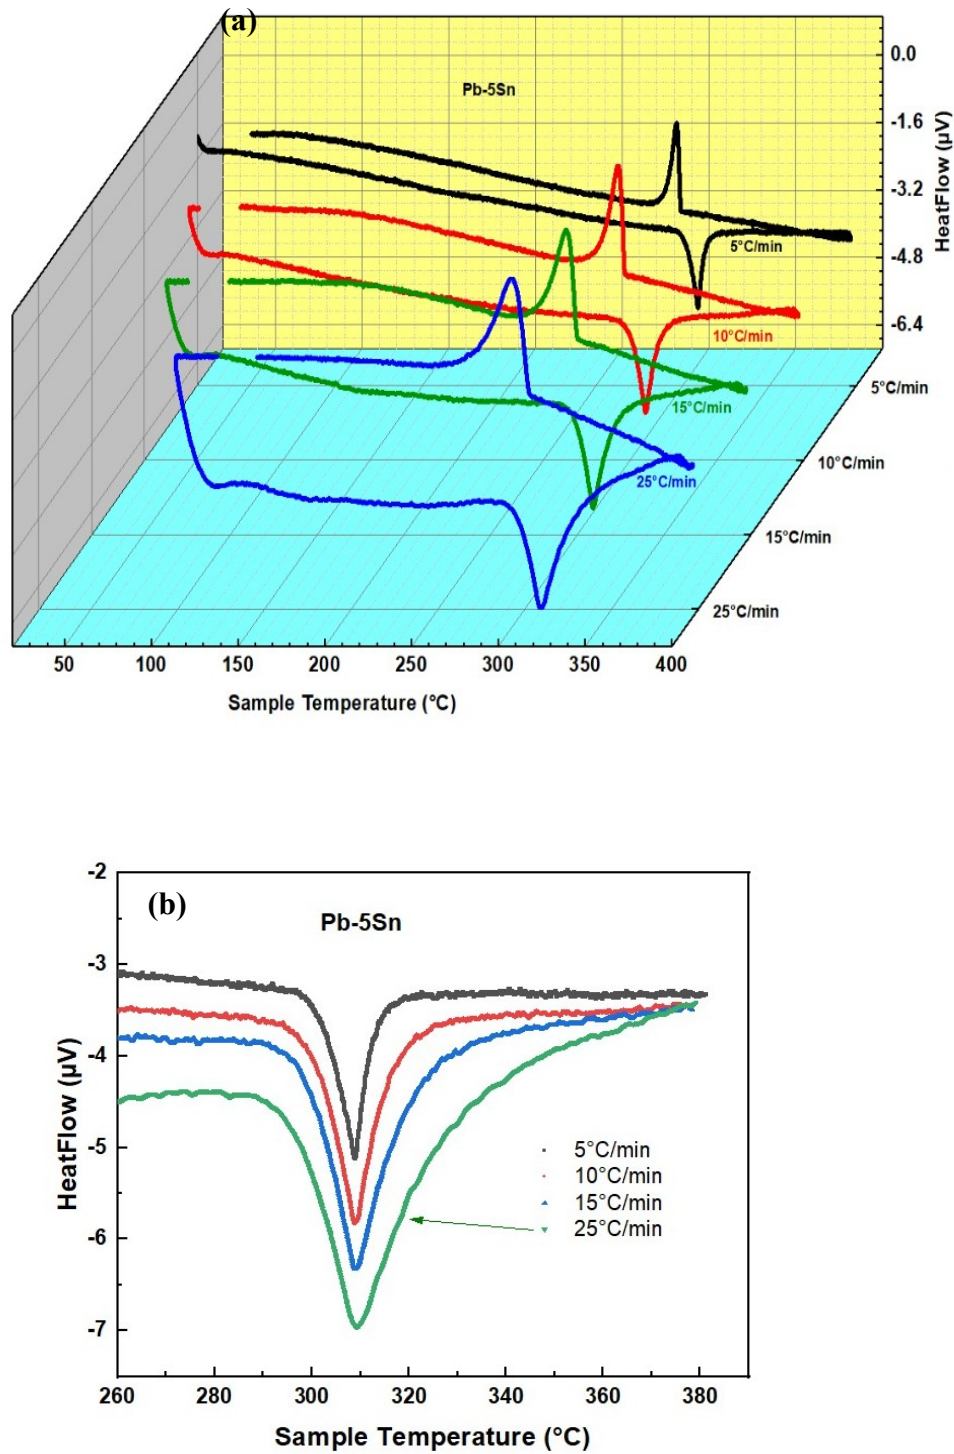 (a)
Pb-5Sn
0.0
-1.6
-3.2
-4.8
-6.4
HeatFlow (µV)
5°C/min
10°C/min
15°C/min
25°C/min
5°C/min
10°C/min
15°C/min
25°C/min
50 100 150 200 250 300 350 400
Sample Temperature (°C)
(b)
Pb-5Sn
-2
-3
-4
-5
-6
-7
HeatFlow (µV)
5°C/min
10°C/min
15°C/min
25°C/min
260 280 300 320 340 360 380
Sample Temperature (°C)